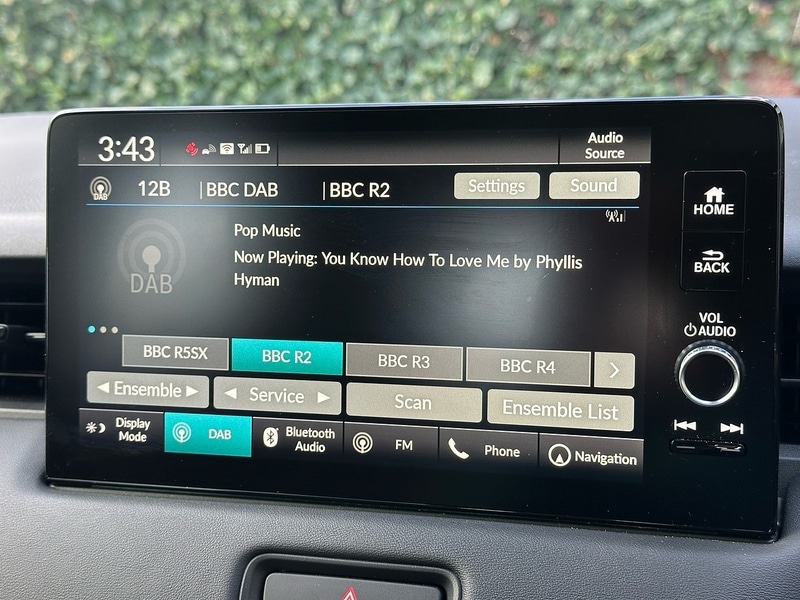 3:43
Audio
Source
DAB
12B
BBC DAB
BBC R2
Settings
Sound
HOME
Pop Music
Now Playing: You Know How To Love Me by Phyllis
Hyman
DAB
BACK
VOL
AUDIO
BBC R5SX
BBC R2
BBC R3
BBC R4
Ensemble
Service
Scan
Ensemble List
Display
Mode
DAB
Bluetooth
Audio
FM
Phone
Navigation